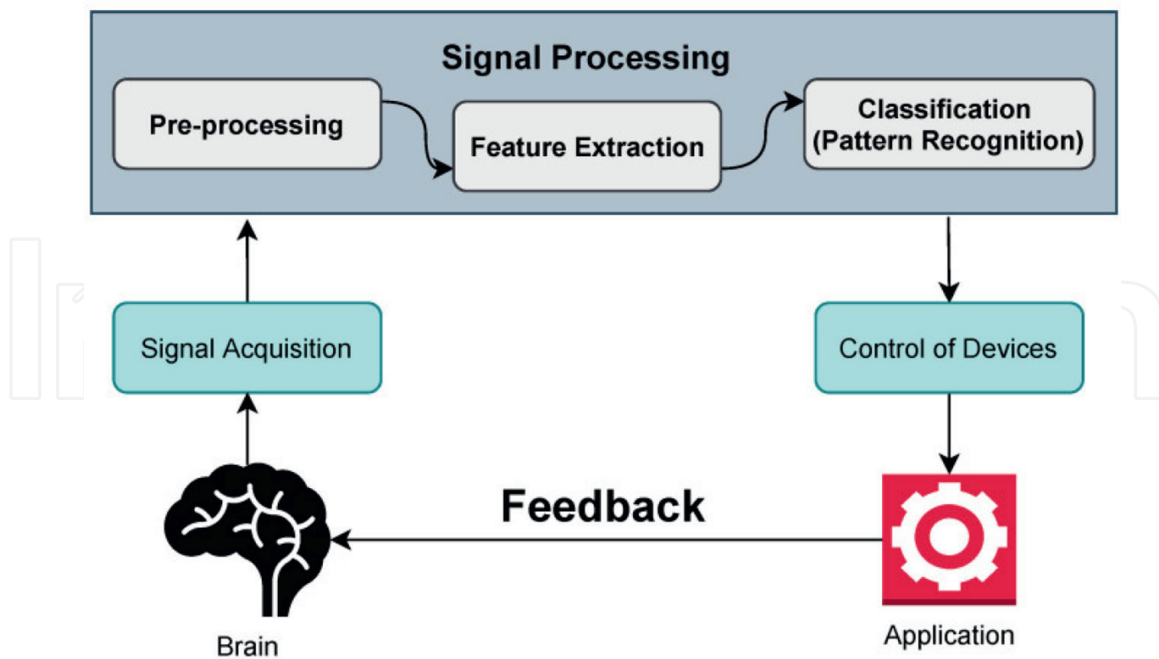 Signal Processing
Pre-processing
Feature Extraction
Classification
(Pattern Recognition)
Signal Acquisition
Control of Devices
Feedback
Brain
Application